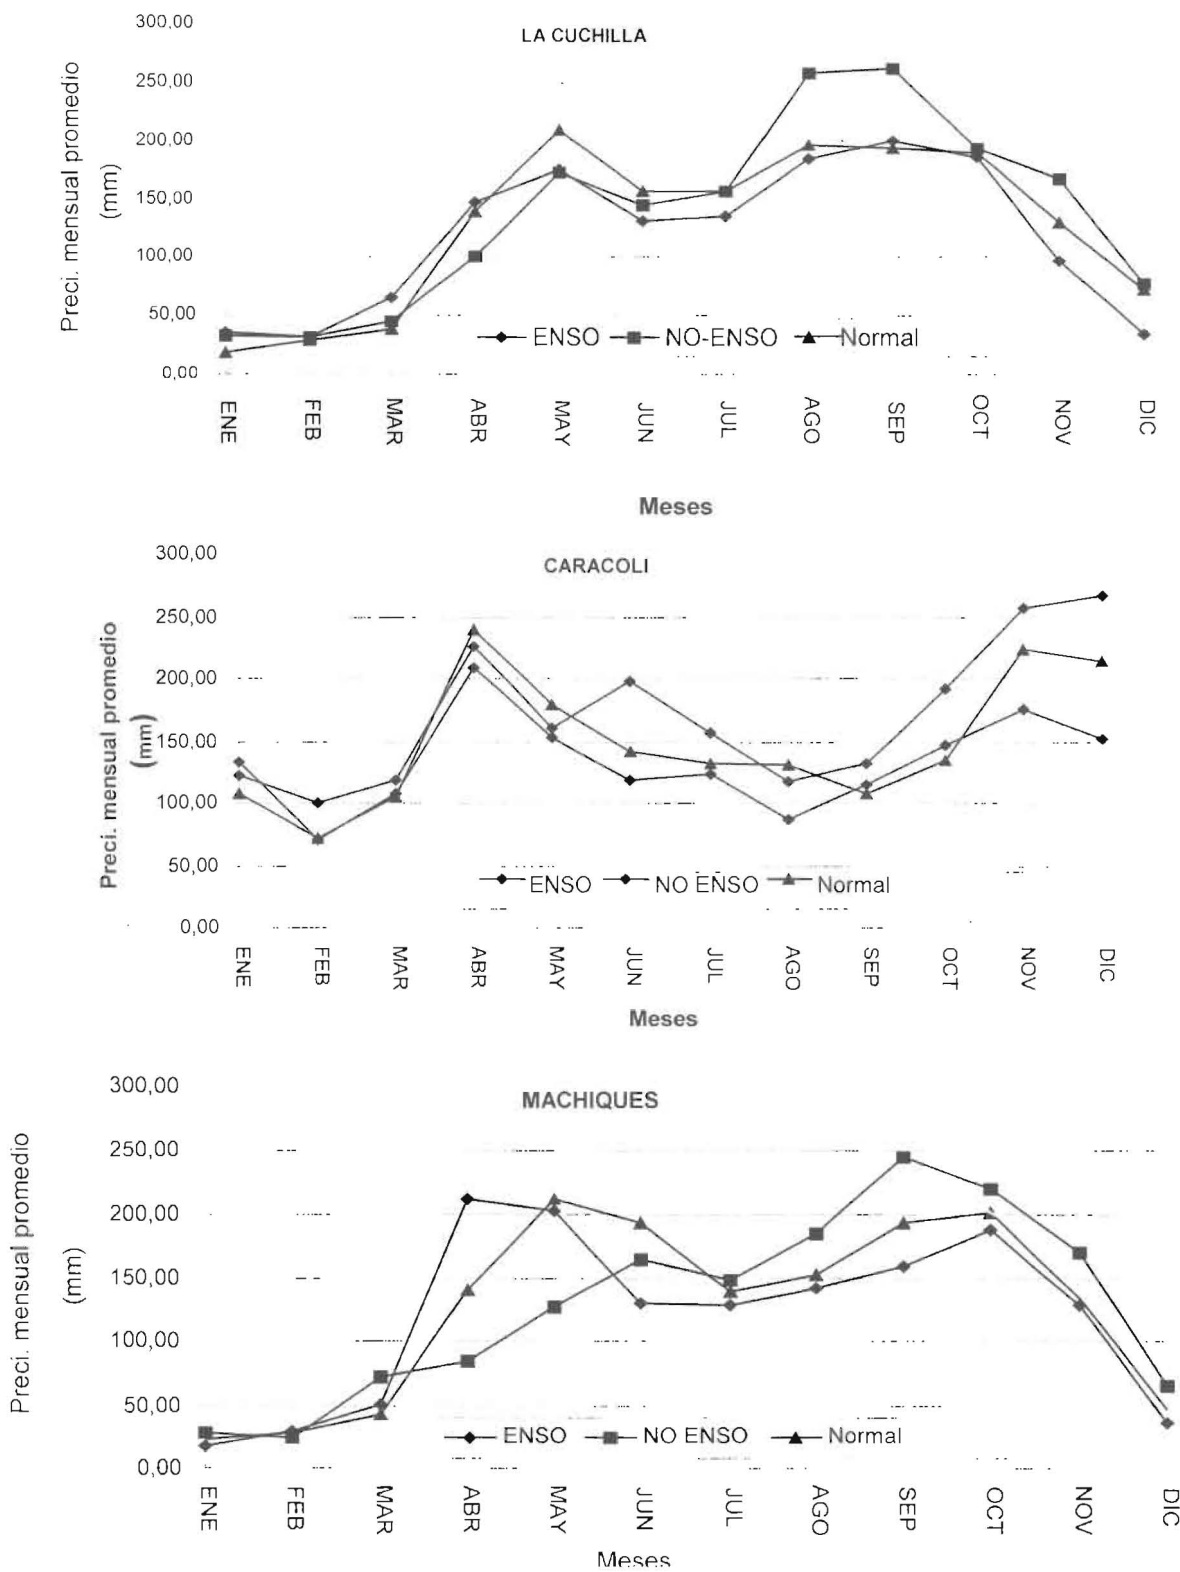 LA CUCHILLA
Preci. mensual promedio
(mm)
300,00
250,00
200,00
150,00
100,00
50,00
0,00
ENSO NO-ENSO Normal
ENE FEB MAR ABR MAY JUN JUL AGO SEP OCT NOV DIC
Meses
CARACOLI
Preci. mensual promedio
(mm)
300,00
250,00
200,00
150,00
100,00
50,00
0,00
ENSO NO ENSO Normal
ENE FEB MAR ABR MAY JUN JUL AGO SEP OCT NOV DIC
Meses
MACHIQUES
Preci. mensual promedio
(mm)
300,00
250,00
200,00
150,00
100,00
50,00
0,00
ENSO NO ENSO Normal
ENE FEB MAR ABR MAY JUN JUL AGO SEP OCT NOV DIC
Meses